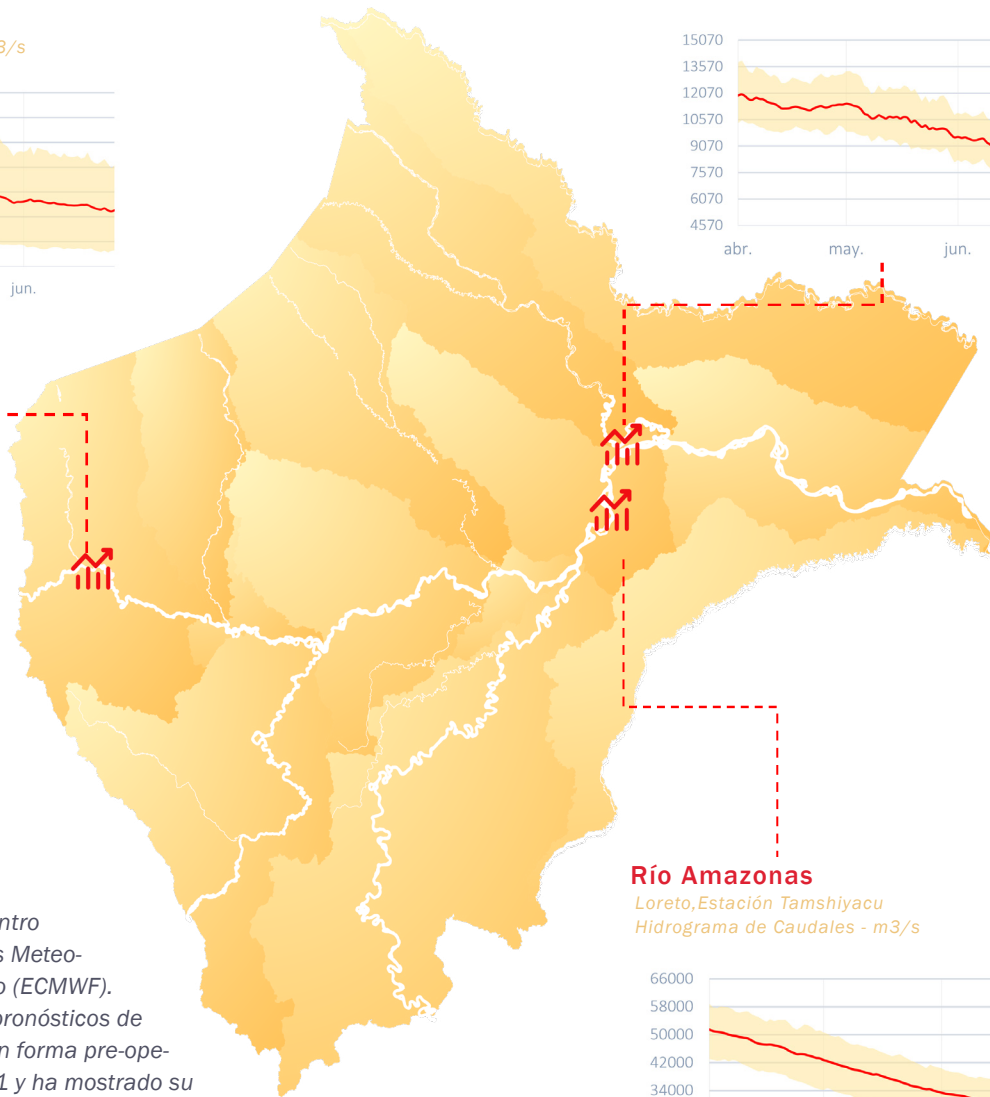 3/s
jun.
15070
13570
12070
10570
9070
7570
6070
4570
abr. may. jun.
ntro
s Meteo-
o (ECMWF).
pronósticos de
n forma pre-ope-
1 y ha mostrado su
Río Amazonas
Loreto,Estación Tamshiyacu
Hidrograma de Caudales - m3/s
66000
58000
50000
42000
34000